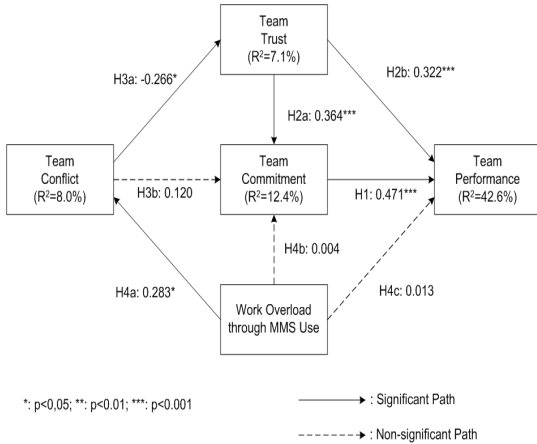 Team
Trust
(R²=7.1%)
H3a: -0.266*
H2b: 0.322***
H2a: 0.364***
Team
Conflict
(R²=8.0%)
Team
Commitment
(R²=12.4%)
Team
Performance
(R²=42.6%)
H3b: 0.120
H1: 0.471***
H4b: 0.004
H4a: 0.283*
H4c: 0.013
Work Overload
through MMS Use
*: p<0,05; **: p<0.01; ***: p<0.001
: Significant Path
: Non-significant Path